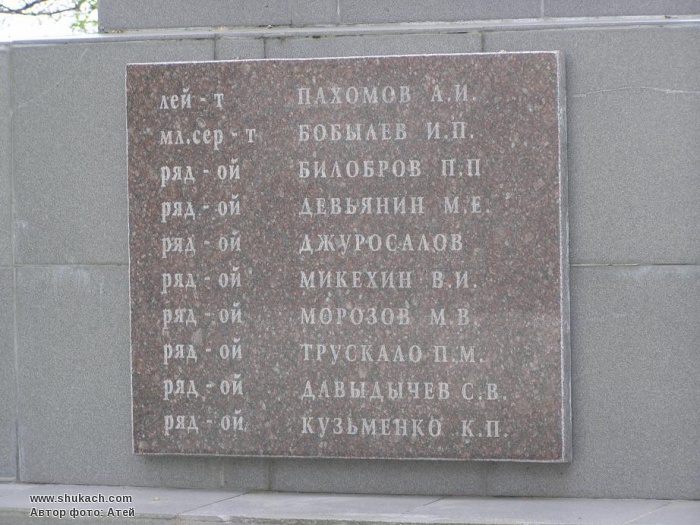 лей - т ПАХОМОВ А.И.
мл.сер - т БОБЫЛЕВ И.П.
ряд - ой БИЛОБРОВ П.П
ряд - ой ДЕВЬЯНИН М.Е.
ряд - ой ДЖУРОСАЛОВ
ряд - ой МИКЕХИН В.И.
ряд - ой МОРОЗОВ М.В.
ряд - ой ТРУСКАЛО П.М.
ряд - ой ДАВЫДЫЧЕВ С.В.
ряд - ой КУЗЬМЕНКО К.П.
www.shukach.com
Автор фото: Атей